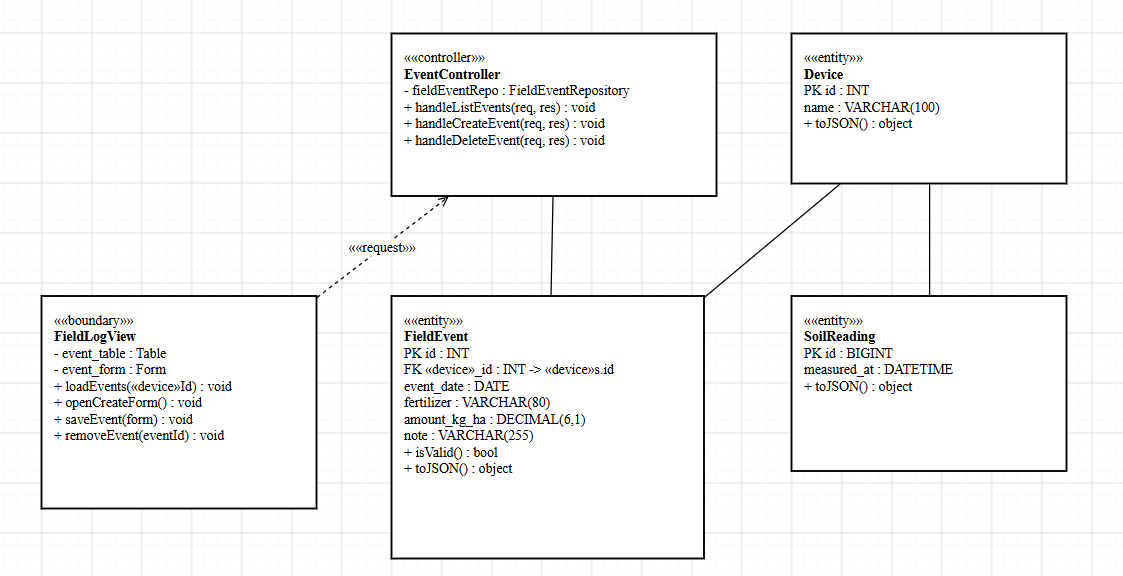 ««controller»»
EventController
- fieldEventRepo : FieldEventRepository
+ handleListEvents(req, res) : void
+ handleCreateEvent(req, res) : void
+ handleDeleteEvent(req, res) : void
««entity»»
Device
PK id : INT
name : VARCHAR(100)
+ toJSON() : object
««request»»
««boundary»»
FieldLogView
- event_table : Table
- event_form : Form
+ loadEvents(«device»Id) : void
+ openCreateForm() : void
+ saveEvent(form) : void
+ removeEvent(eventId) : void
««entity»»
FieldEvent
PK id : INT
FK «device»_id : INT -> «device»s.id
event_date : DATE
fertilizer : VARCHAR(80)
amount_kg_ha : DECIMAL(6,1)
note : VARCHAR(255)
+ isValid() : bool
+ toJSON() : object
««entity»»
SoilReading
PK id : BIGINT
measured_at : DATETIME
+ toJSON() : object